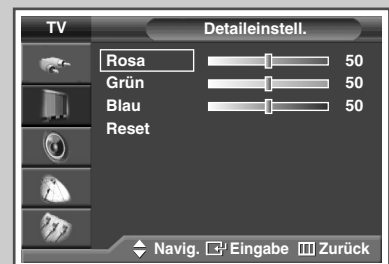 TV Detaileinstell.
Rosa 50
Grün 50
Blau 50
Reset
Navig. Eingabe Zurück